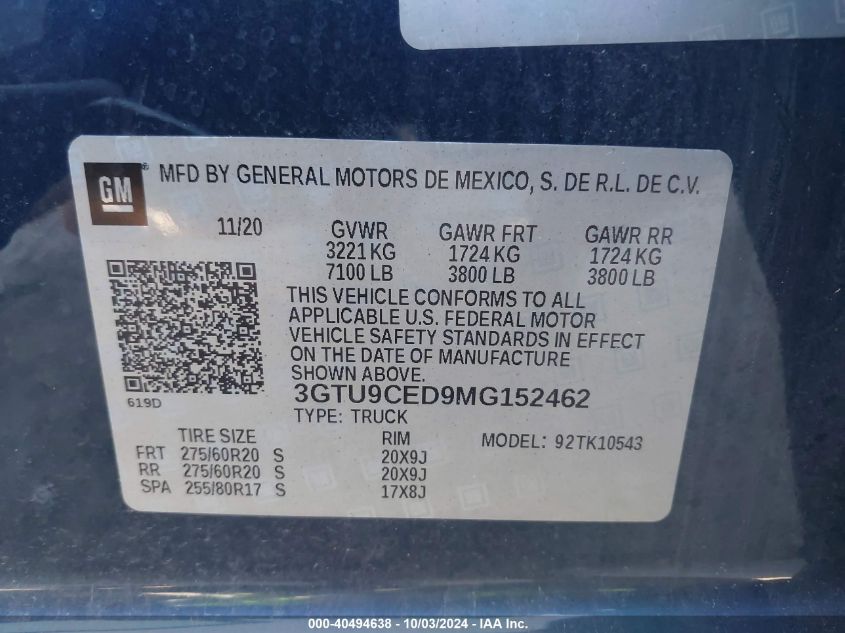 GM ® MFD BY GENERAL MOTORS DE MEXICO, S. DE R.L. DE C.V.
11/20 GVWR GAWR FRT GAWR RR
3221 KG 1724 KG 1724 KG
7100 LB 3800 LB 3800 LB
THIS VEHICLE CONFORMS TO ALL
APPLICABLE U.S. FEDERAL MOTOR
VEHICLE SAFETY STANDARDS IN EFFECT
ON THE DATE OF MANUFACTURE
SHOWN ABOVE.
619D
3GTU9CED9MG152462
TYPE: TRUCK
TIRE SIZE RIM MODEL: 92TK10543
FRT 275/60R20 S 20X9J
RR 275/60R20 S 20X9J
SPA 255/80R17 S 17X8J
000-40494638 - 10/03/2024 - IAA Inc.